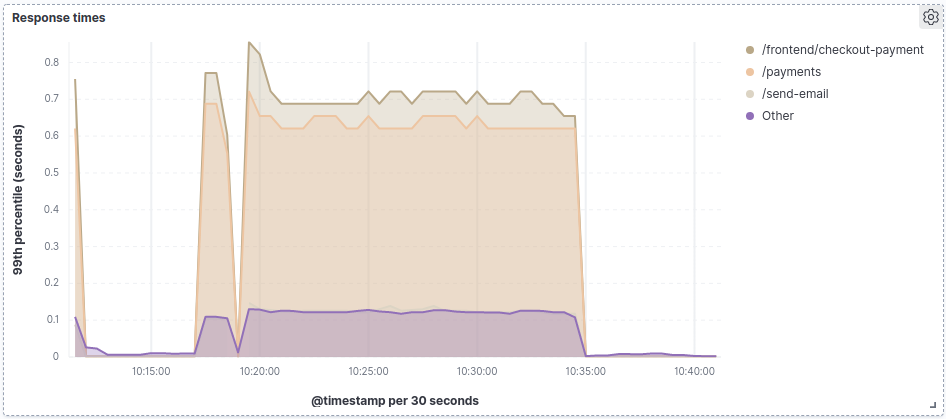 Response times
/frontend/checkout-payment
/payments
/send-email
Other
99th percentile (seconds)
0.8
0.7
0.6
0.5
0.4
0.3
0.2
0.1
0
10:15:00
10:20:00
10:25:00
10:30:00
10:35:00
10:40:00
@timestamp per 30 seconds